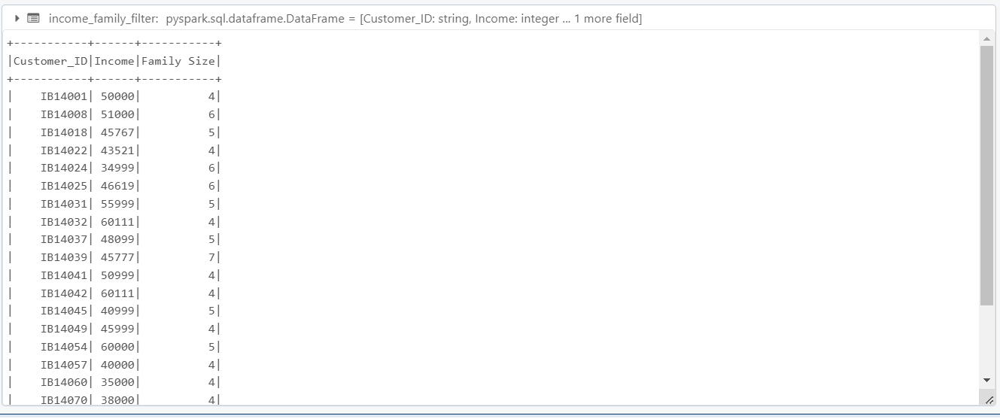 income_family_filter: pyspark.sql.dataframe.DataFrame = [Customer_ID: string, Income: integer ... 1 more field]
+-----------+------+-----------+
|Customer_ID|Income|Family Size|
+-----------+------+-----------+
|    IB14001| 50000|          4|
|    IB14008| 51000|          6|
|    IB14018| 45767|          5|
|    IB14022| 43521|          4|
|    IB14024| 34999|          6|
|    IB14025| 46619|          6|
|    IB14031| 55999|          5|
|    IB14032| 60111|          4|
|    IB14037| 48099|          5|
|    IB14039| 45777|          7|
|    IB14041| 50999|          4|
|    IB14042| 60111|          4|
|    IB14045| 40999|          5|
|    IB14049| 45999|          4|
|    IB14054| 60000|          5|
|    IB14057| 40000|          4|
|    IB14060| 35000|          4|
|    IB14070| 38000|          4|